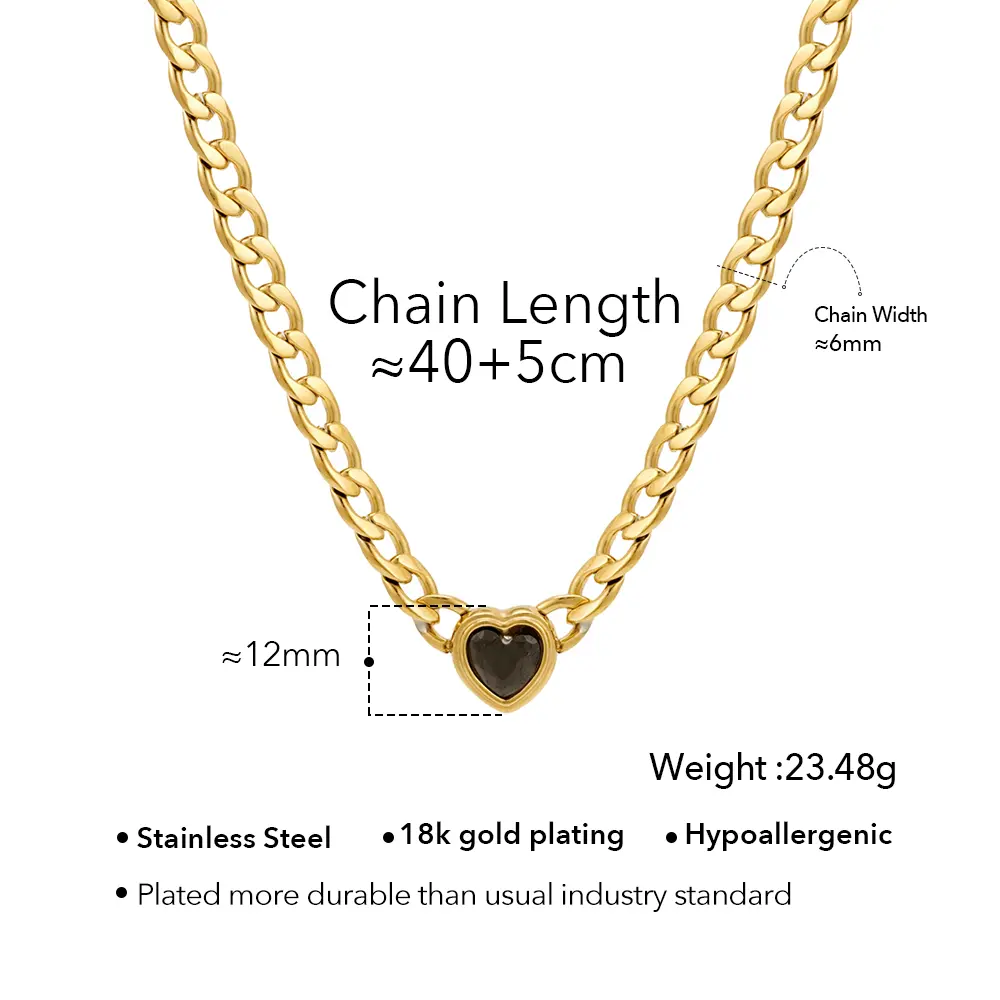 Chain Length
≈40+5cm
Chain Width
≈6mm
≈12mm
Weight :23.48g
• Stainless Steel
• 18k gold plating
• Hypoallergenic
• Plated more durable than usual industry standard